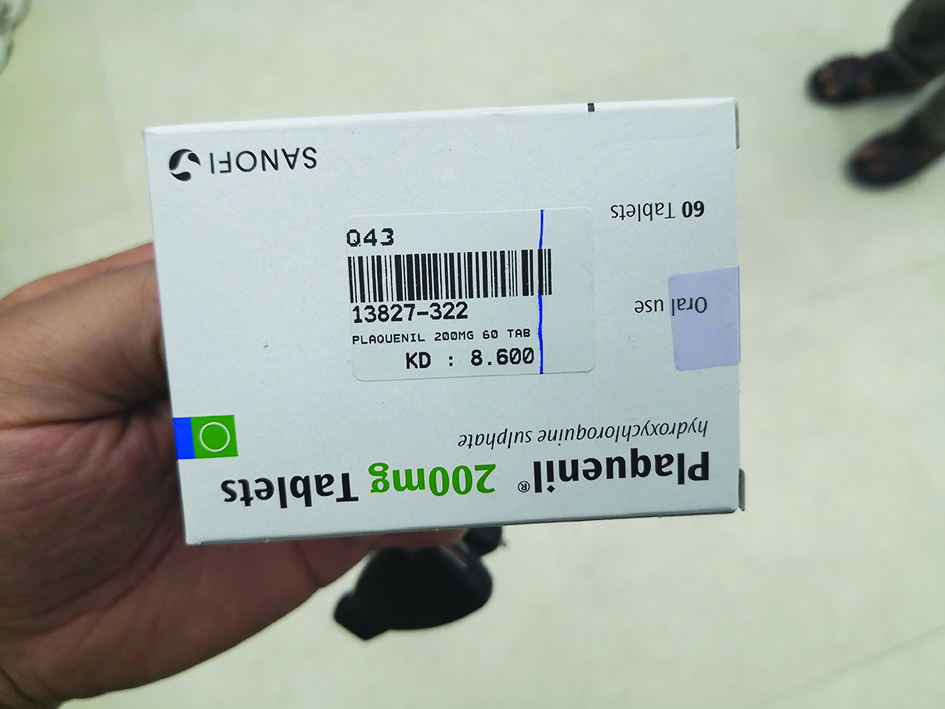 Plaquenil® 200mg Tablets
hydroxychloroquine sulphate
Oral use
60 Tablets
SANOFI
Q43
13827-322
PLAQUENIL 200MG 60 TAB
KD : 8.600